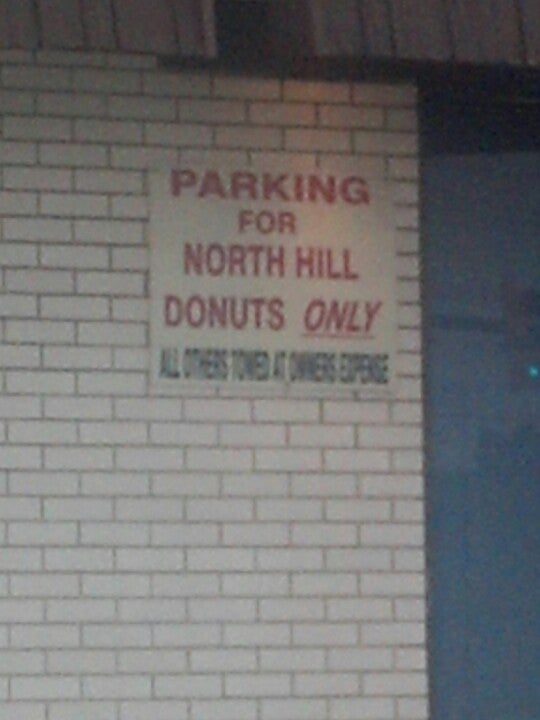 PARKING
FOR
NORTH HILL
DONUTS ONLY
ALL OTHERS TOWED AT OWNERS EXPENSE